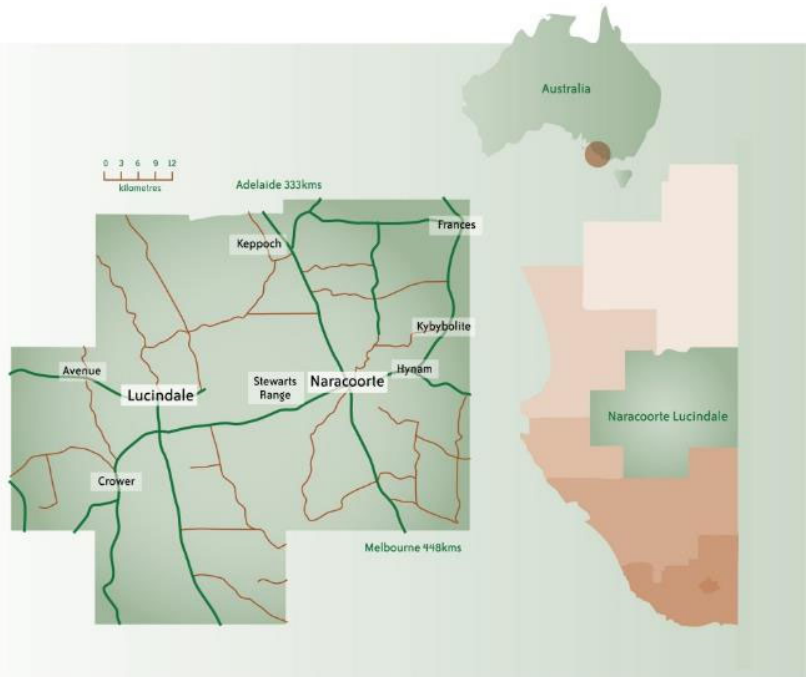 Australia
0 3 6 9 12
kilometres
Adelaide 333kms
Keppoch
Frances
Kybybolite
Hynam
Avenue
Lucindale
Stewarts
Range
Naracoorte
Naracoorte Lucindale
Crower
Melbourne 448kms